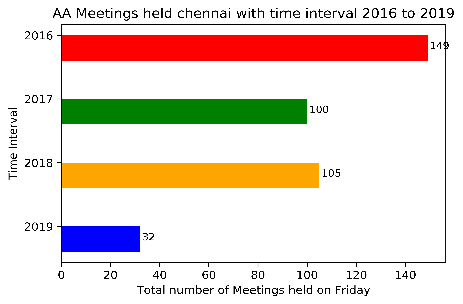 AA Meetings held chennai with time interval 2016 to 2019
Time Interval
2016
149
2017
100
2018
105
2019
32
0 20 40 60 80 100 120 140
Total number of Meetings held on Friday